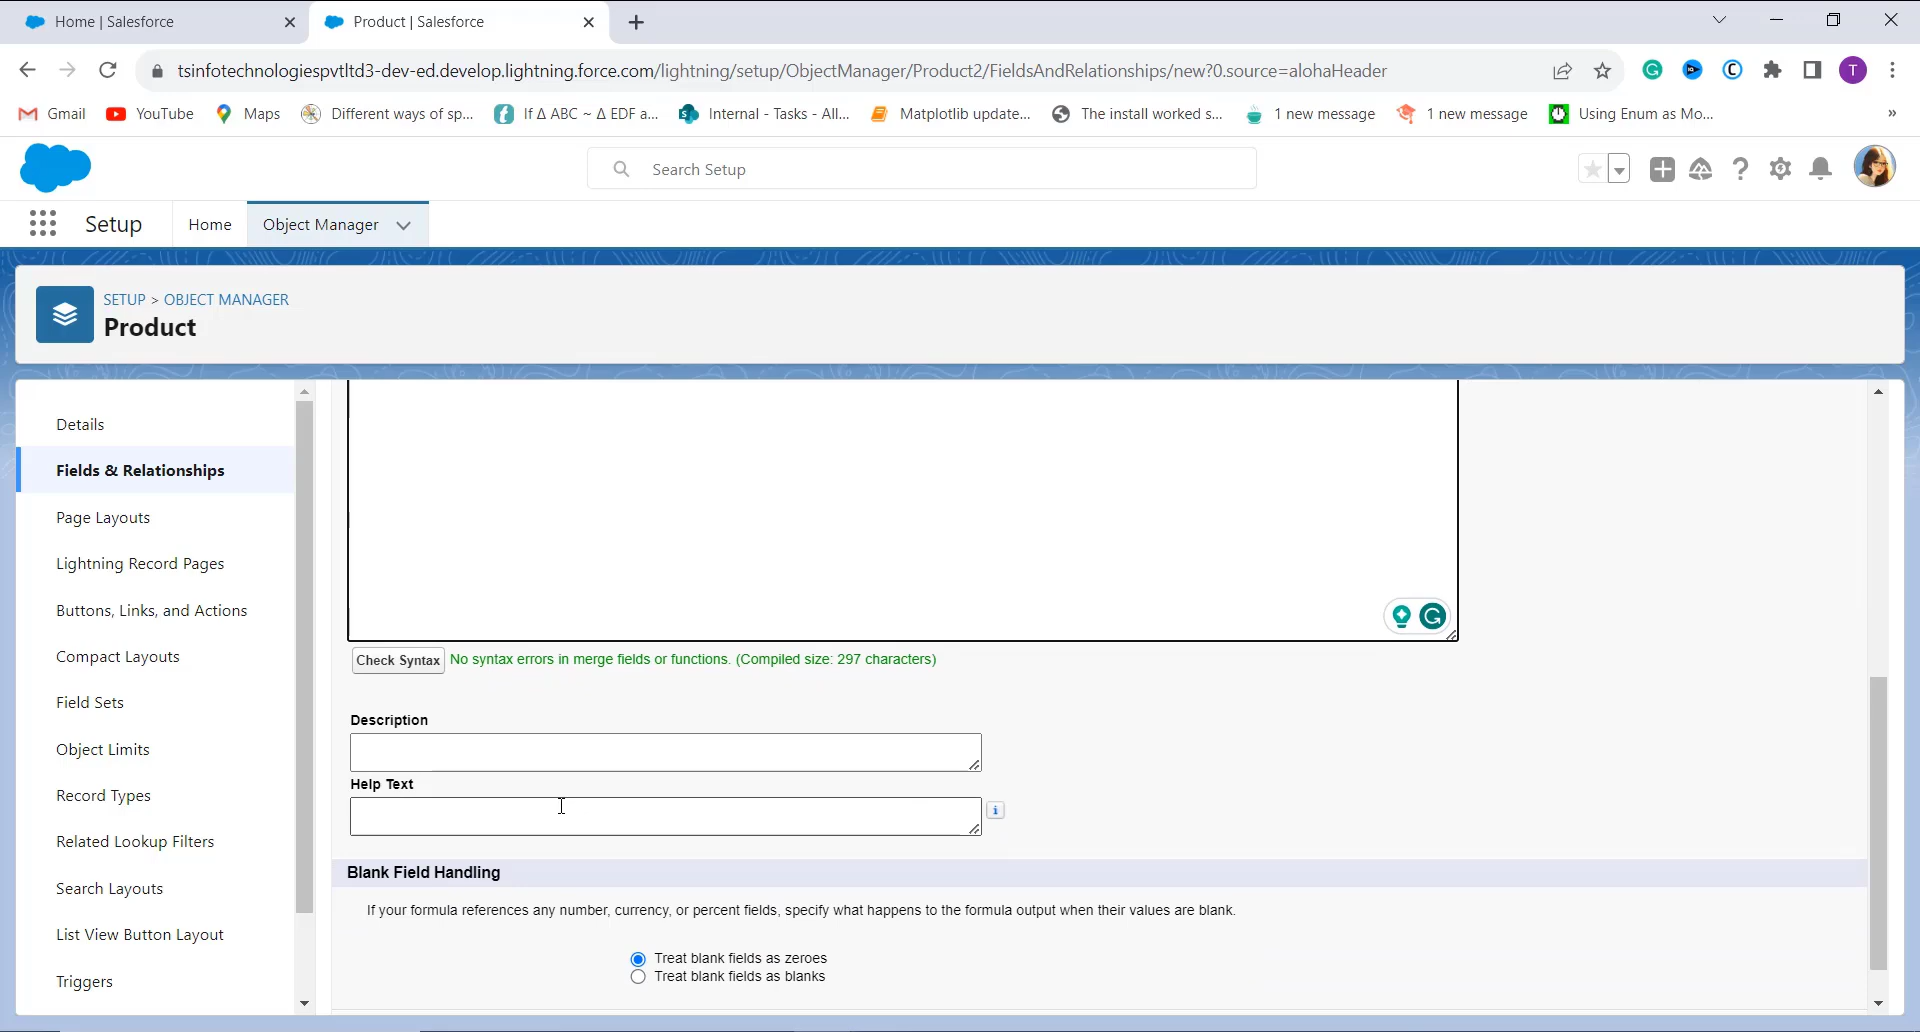 Home | Salesforce
Product | Salesforce
tsinfotechnologiespvtltd3-dev-ed.develop.lightning.force.com/lightning/setup/ObjectManager/Product2/FieldsAndRelationships/new?0.source=alohaHeader
T
Gmail
YouTube
Maps
Different ways of sp...
If Δ ABC ~ Δ EDF a...
Internal - Tasks - All...
Matplotlib update...
The install worked s...
1 new message
1 new message
Using Enum as Mo...
»
Search Setup
Setup
Home
Object Manager
SETUP > OBJECT MANAGER
Product
Details
Fields & Relationships
Page Layouts
Lightning Record Pages
Buttons, Links, and Actions
Compact Layouts
Field Sets
Object Limits
Record Types
Related Lookup Filters
Search Layouts
List View Button Layout
Triggers
Check Syntax
No syntax errors in merge fields or functions. (Compiled size: 297 characters)
Description
Help Text
i
Blank Field Handling
If your formula references any number, currency, or percent fields, specify what happens to the formula output when their values are blank.
Treat blank fields as zeroes
Treat blank fields as blanks